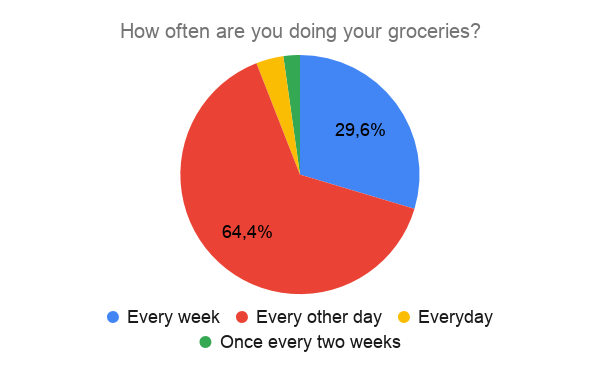 How often are you doing your groceries?
29,6%
64,4%
Every week Every other day Everyday
Once every two weeks